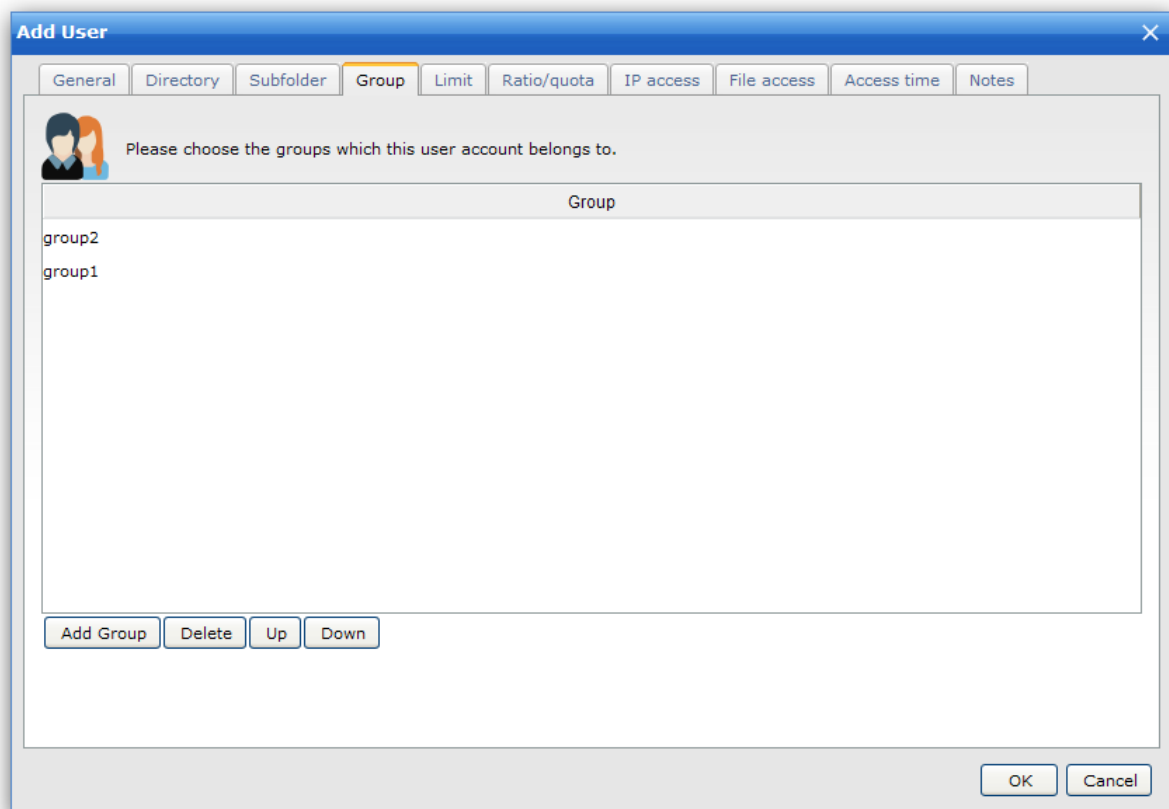 Add User
General Directory Subfolder Group Limit Ratio/quota IP access File access Access time Notes
Please choose the groups which this user account belongs to.
Group
group2
group1
Add Group Delete Up Down
OK Cancel